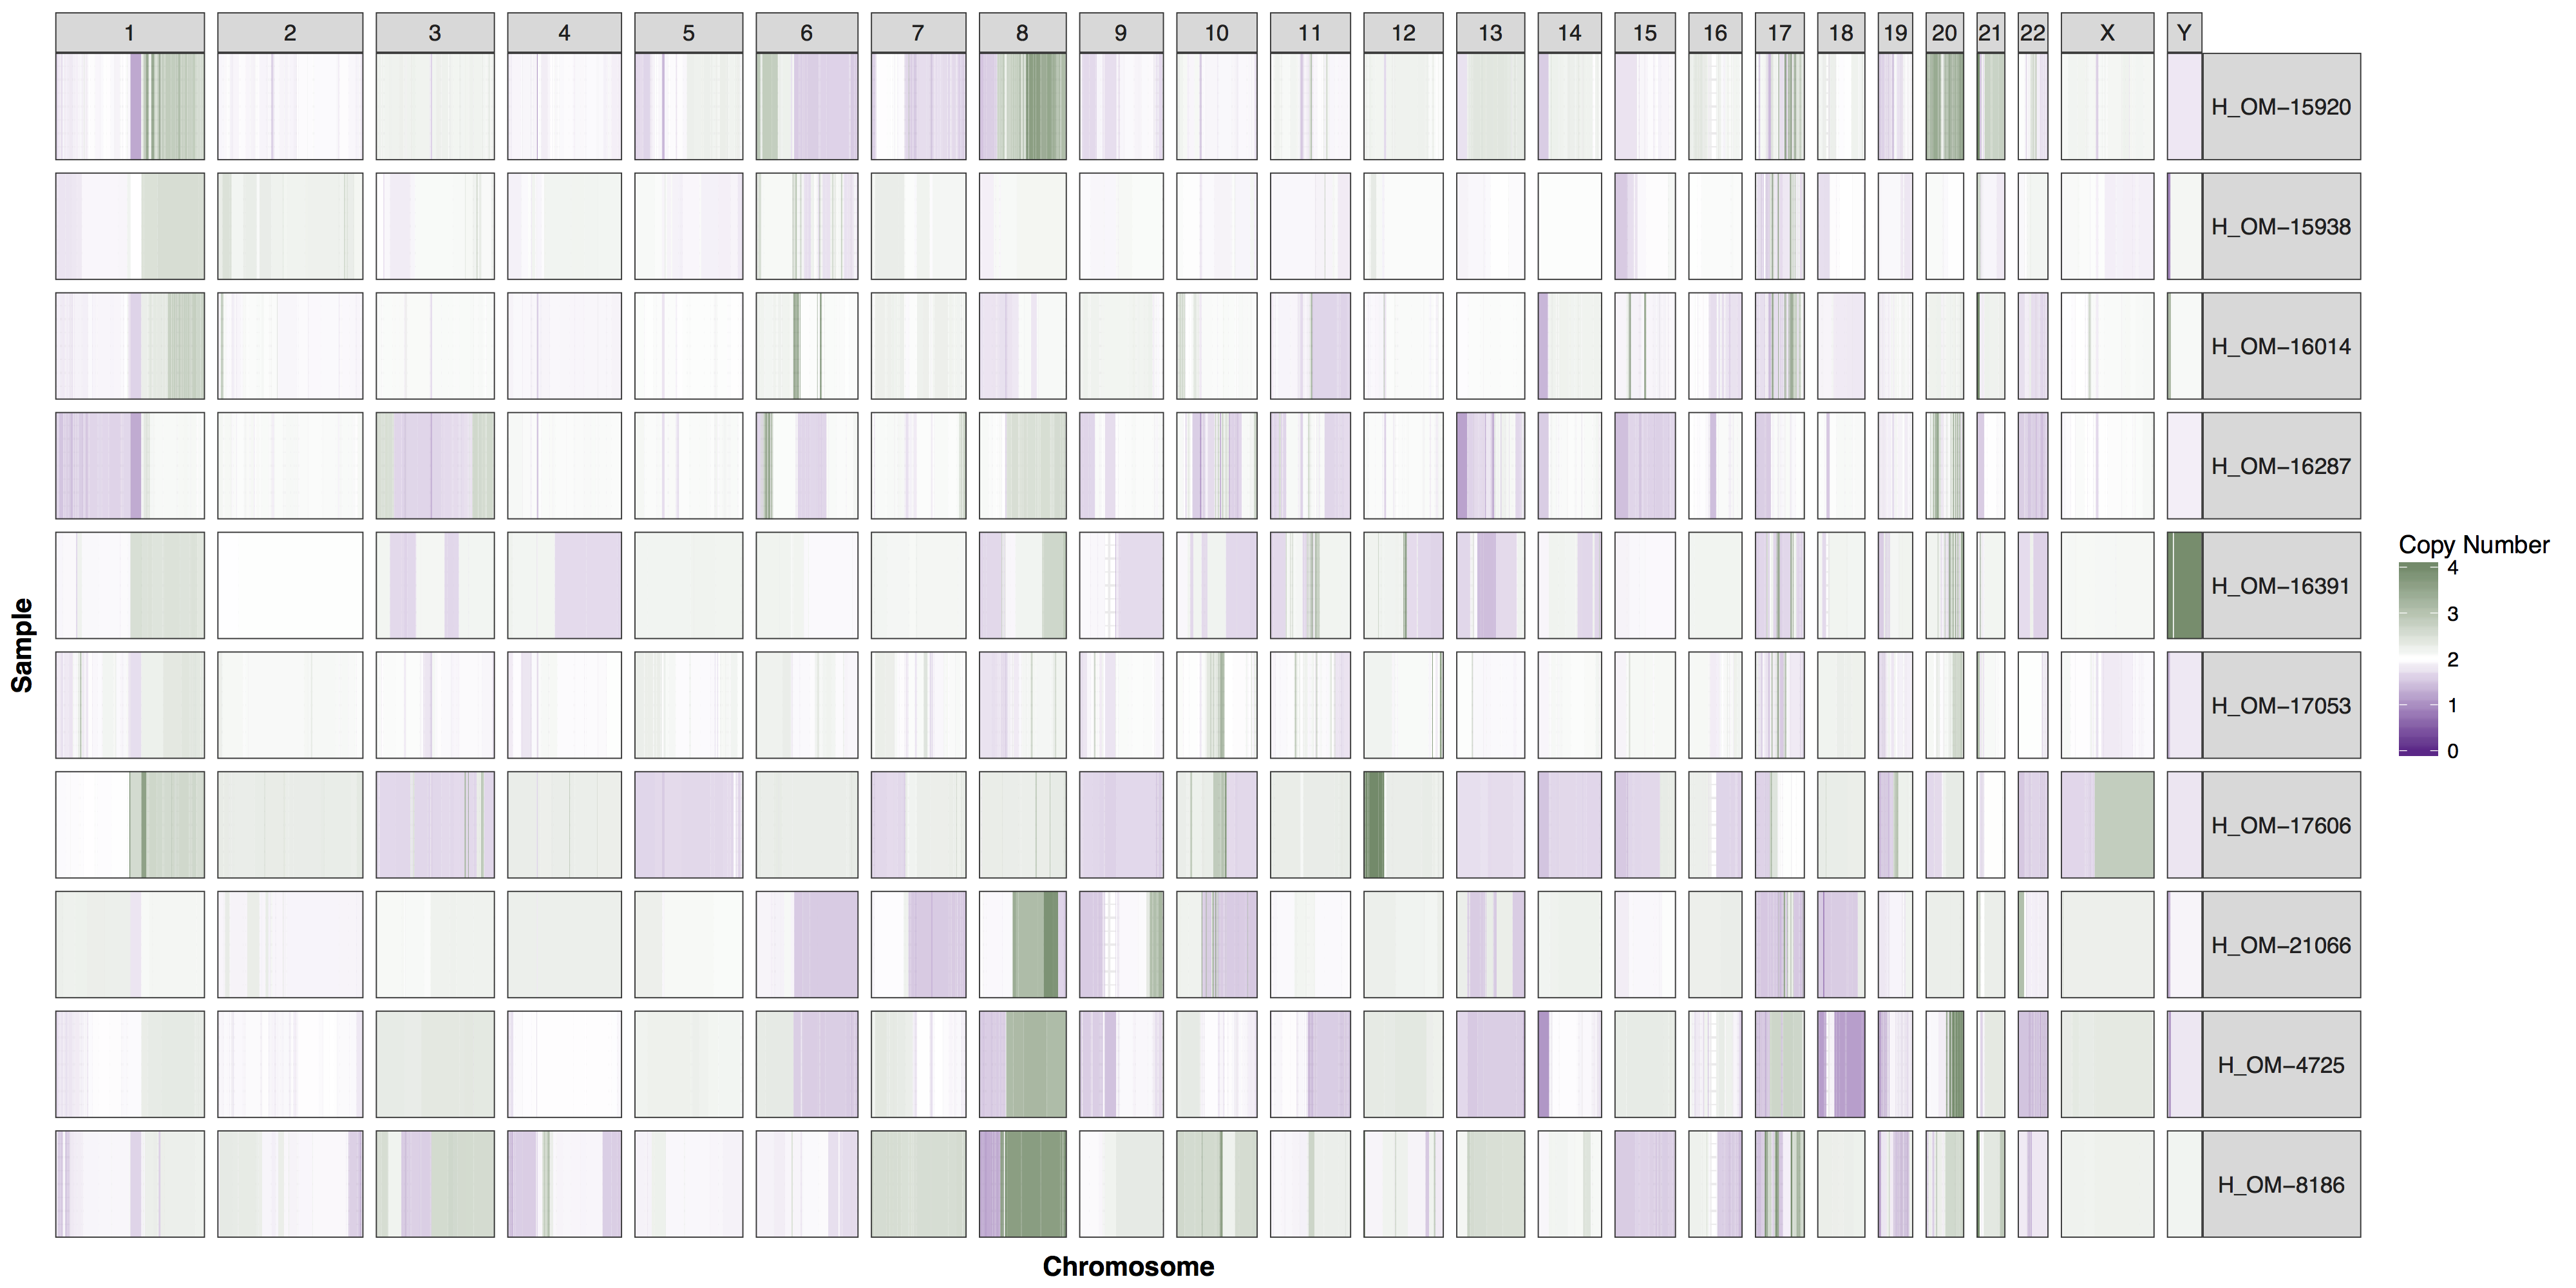 1 2 3 4 5 6 7 8 9 10 11 12 13 14 15 16 17 18 19 20 21 22 X Y
H_OM−15920
H_OM−15938
H_OM−16014
H_OM−16287
H_OM−16391
H_OM−17053
H_OM−17606
H_OM−21066
H_OM−4725
H_OM−8186
Sample
Chromosome
Copy Number
4
3
2
1
0